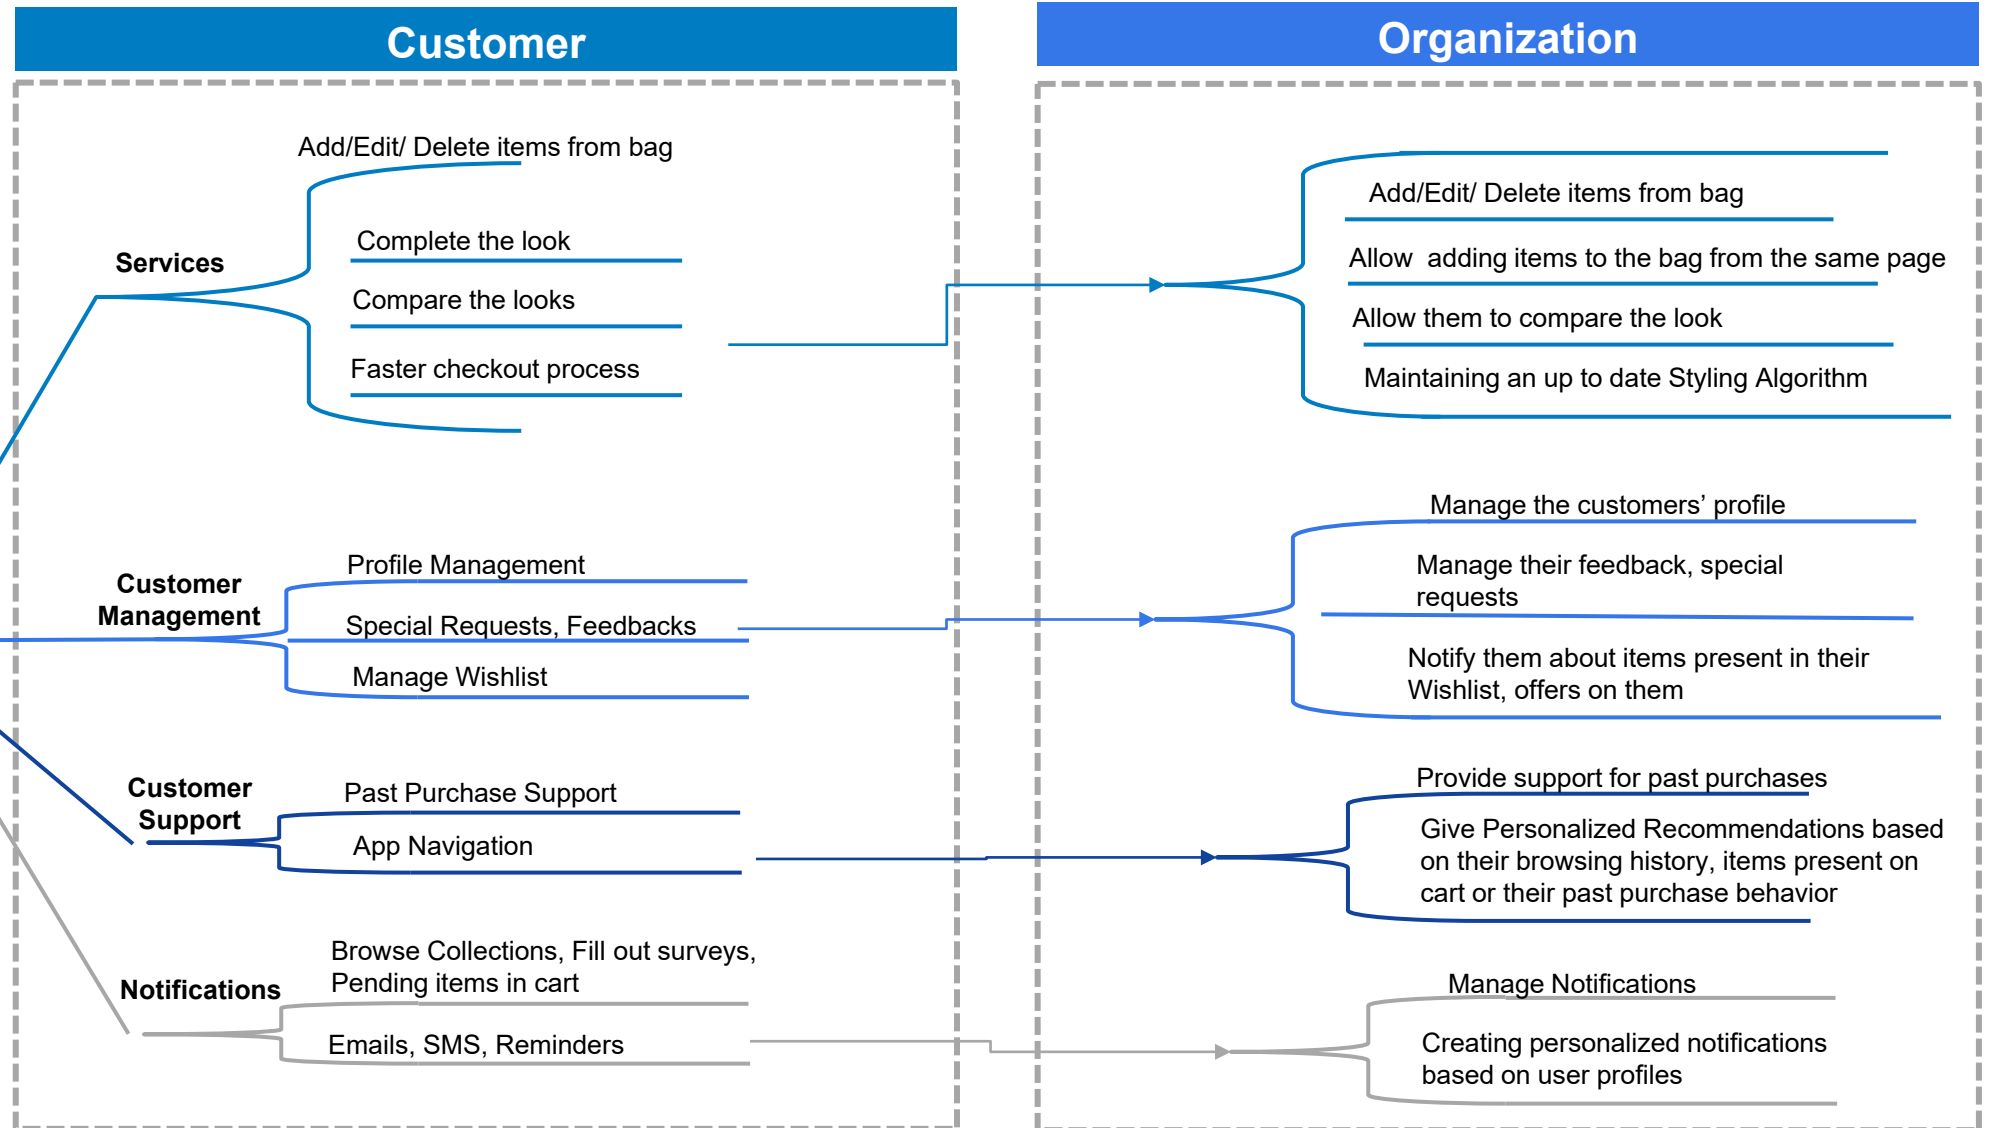 Customer
Organization
Services
Add/Edit/ Delete items from bag
Complete the look
Compare the looks
Faster checkout process
Add/Edit/ Delete items from bag
Allow  adding items to the bag from the same page
Allow them to compare the look
Maintaining an up to date Styling Algorithm
Customer
Management
Profile Management
Special Requests, Feedbacks
Manage Wishlist
Manage the customers’ profile
Manage their feedback, special
requests
Notify them about items present in their
Wishlist, offers on them
Customer
Support
Past Purchase Support
App Navigation
Provide support for past purchases
Give Personalized Recommendations based
on their browsing history, items present on
cart or their past purchase behavior
Notifications
Browse Collections, Fill out surveys,
Pending items in cart
Emails, SMS, Reminders
Manage Notifications
Creating personalized notifications
based on user profiles